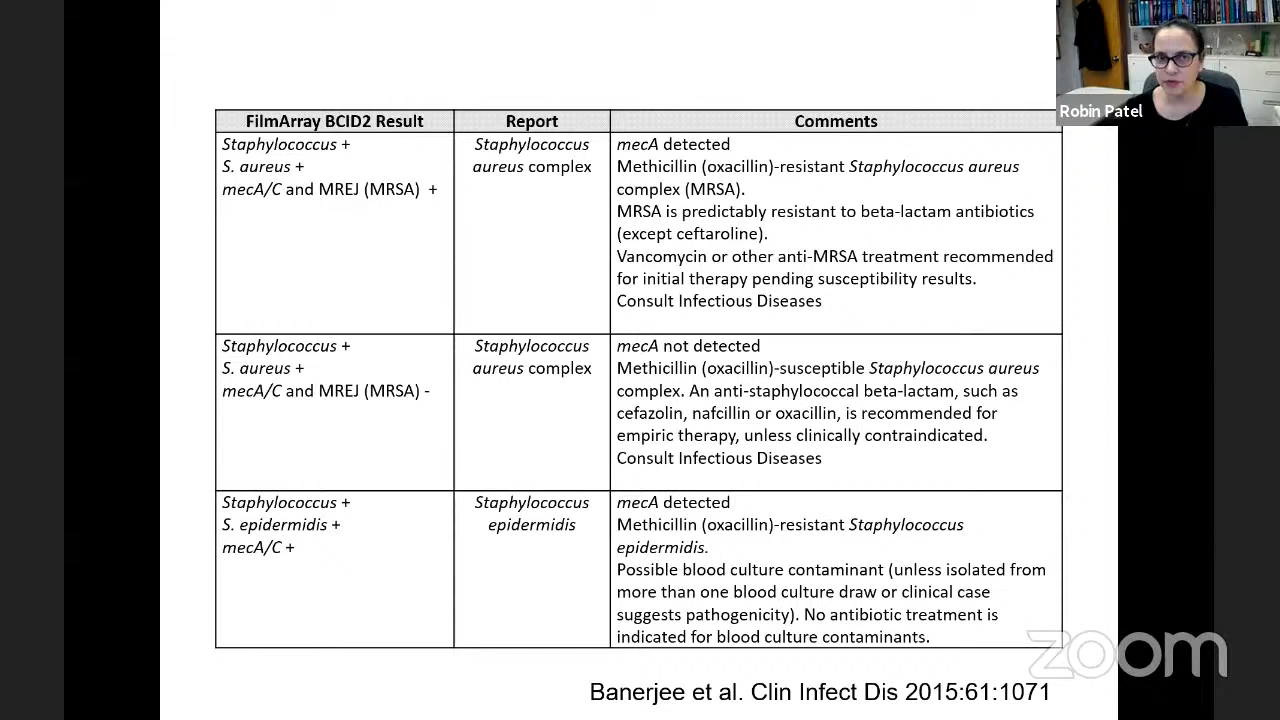 Robin Patel
FilmArray BCID2 Result
Report
Comments
Staphylococcus +
S. aureus +
mecA/C and MREJ (MRSA) +
Staphylococcus
aureus complex
mecA detected
Methicillin (oxacillin)-resistant Staphylococcus aureus
complex (MRSA).
MRSA is predictably resistant to beta-lactam antibiotics
(except ceftaroline).
Vancomycin or other anti-MRSA treatment recommended
for initial therapy pending susceptibility results.
Consult Infectious Diseases
Staphylococcus +
S. aureus +
mecA/C and MREJ (MRSA) -
Staphylococcus
aureus complex
mecA not detected
Methicillin (oxacillin)-susceptible Staphylococcus aureus
complex. An anti-staphylococcal beta-lactam, such as
cefazolin, nafcillin or oxacillin, is recommended for
empiric therapy, unless clinically contraindicated.
Consult Infectious Diseases
Staphylococcus +
S. epidermidis +
mecA/C +
Staphylococcus
epidermidis
mecA detected
Methicillin (oxacillin)-resistant Staphylococcus
epidermidis.
Possible blood culture contaminant (unless isolated from
more than one blood culture draw or clinical case
suggests pathogenicity). No antibiotic treatment is
indicated for blood culture contaminants.
zoom
Banerjee et al. Clin Infect Dis 2015:61:1071